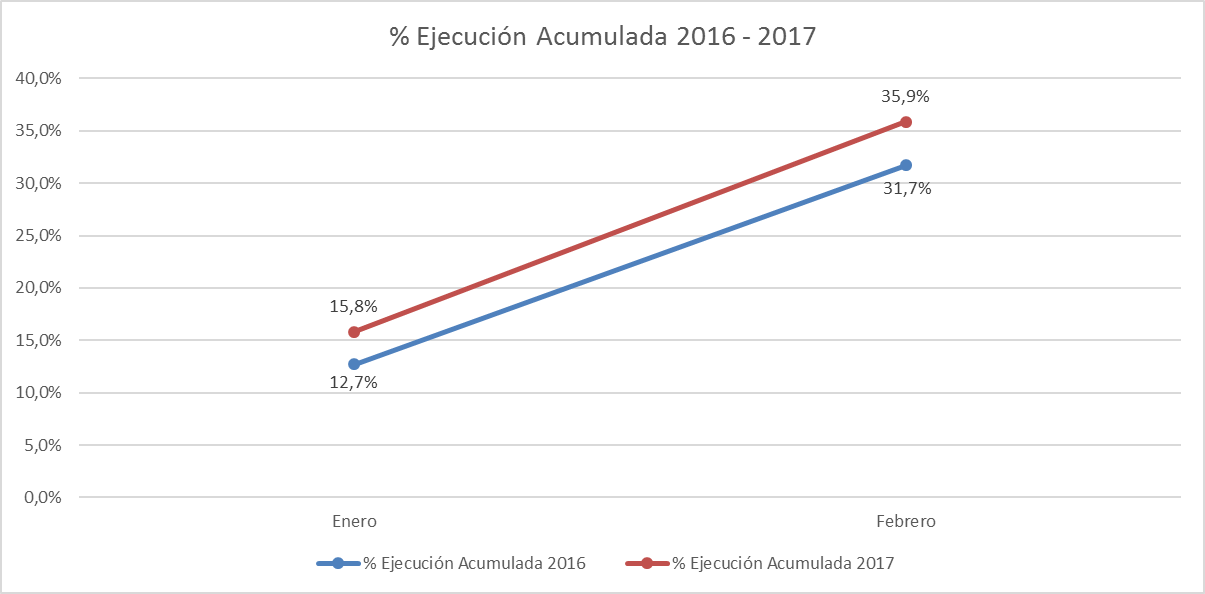 % Ejecución Acumulada 2016 - 2017
40,0%
35,0%
30,0%
25,0%
20,0%
15,0%
10,0%
5,0%
0,0%
35,9%
31,7%
15,8%
12,7%
Enero
Febrero
% Ejecución Acumulada 2016
% Ejecución Acumulada 2017